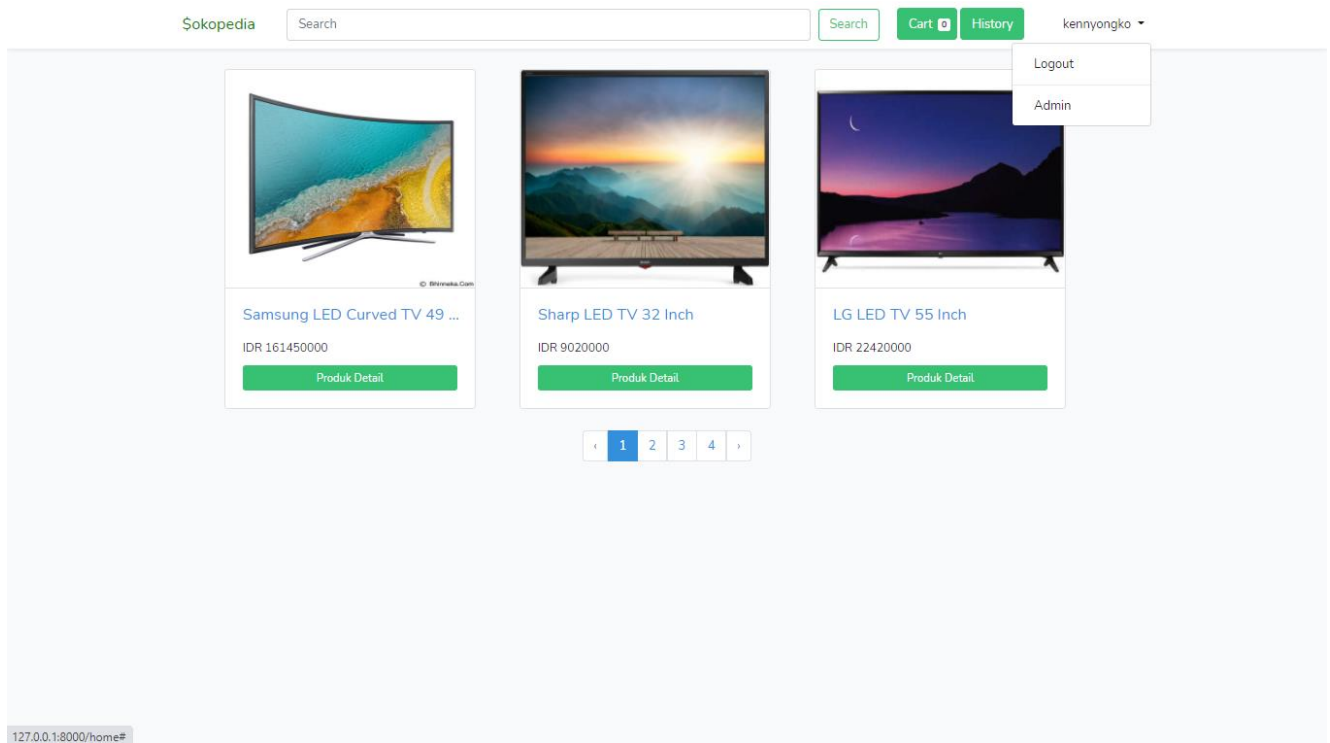 $okopedia
Search
Search
Cart 0
History
kennyongko
Logout
Admin
© Bhinneka.Com
Samsung LED Curved TV 49 ...
IDR 161450000
Produk Detail
Sharp LED TV 32 Inch
IDR 9020000
Produk Detail
LG LED TV 55 Inch
IDR 22420000
Produk Detail
‹ 1 2 3 4 ›
127.0.0.1:8000/home#